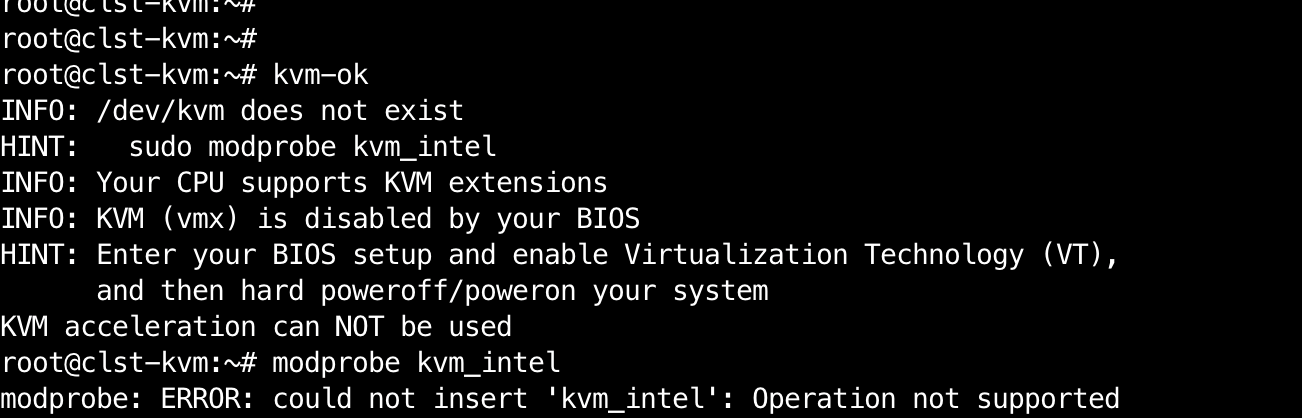 root@clst-kvm:~#
root@clst-kvm:~#
root@clst-kvm:~# kvm-ok
INFO: /dev/kvm does not exist
HINT:   sudo modprobe kvm_intel
INFO: Your CPU supports KVM extensions
INFO: KVM (vmx) is disabled by your BIOS
HINT: Enter your BIOS setup and enable Virtualization Technology (VT),
      and then hard poweroff/poweron your system
KVM acceleration can NOT be used
root@clst-kvm:~# modprobe kvm_intel
modprobe: ERROR: could not insert 'kvm_intel': Operation not supported